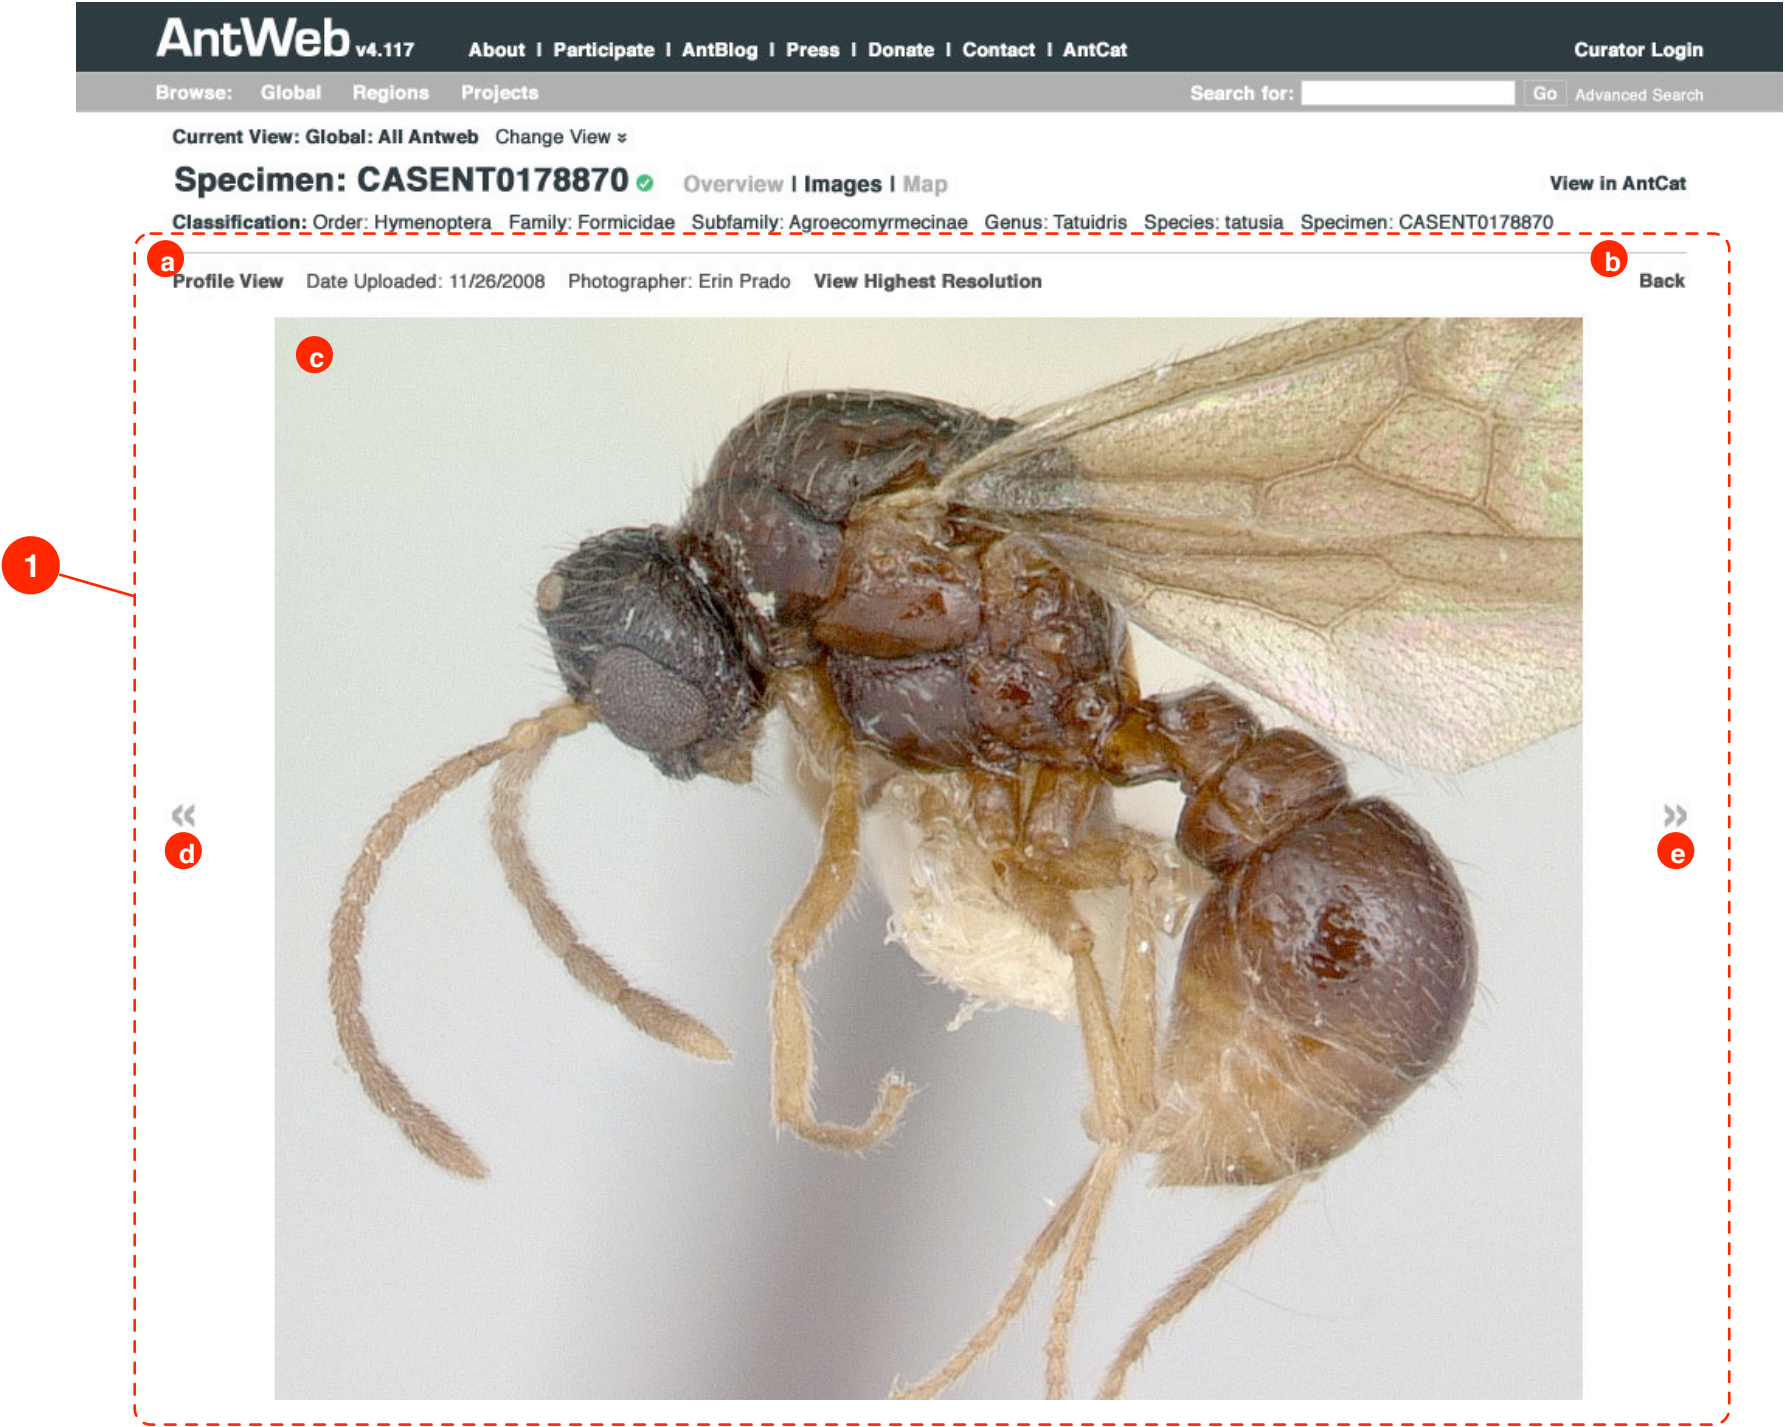 AntWeb v4.117 About | Participate | AntBlog | Press | Donate | Contact | AntCat Curator Login
Browse: Global Regions Projects Search for: Go Advanced Search
Current View: Global: All Antweb Change View
Specimen: CASENT0178870 Overview | Images | Map View in AntCat
Classification: Order: Hymenoptera Family: Formicidae Subfamily: Agroecomyrmecinae Genus: Tatuidris Species: tatusia Specimen: CASENT0178870
a b
Profile View Date Uploaded: 11/26/2008 Photographer: Erin Prado View Highest Resolution Back
c
1
« »
d e